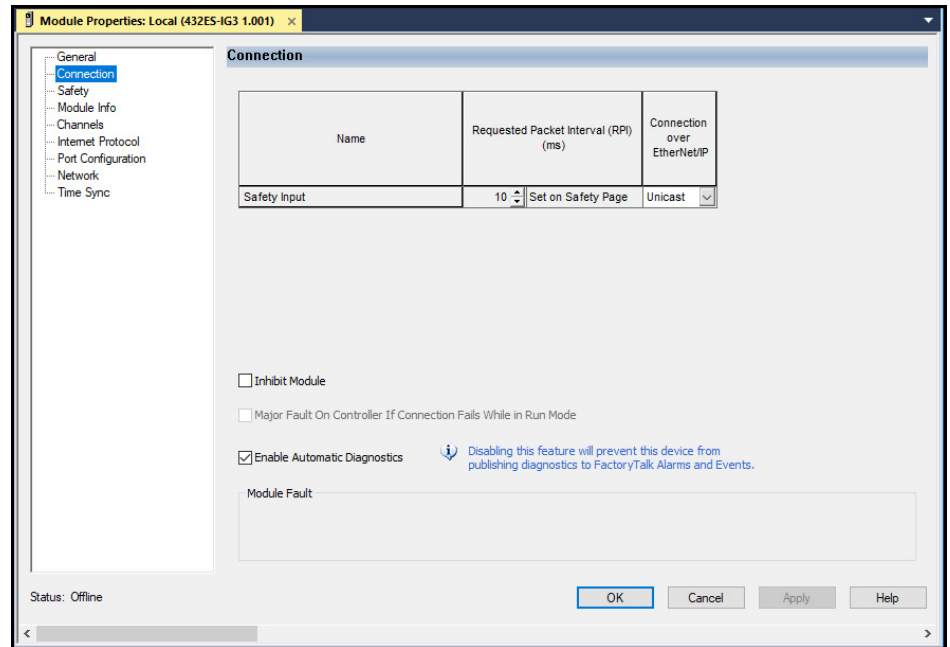 Module Properties: Local (432ES-IG3 1.001) ×
General
Connection
Safety
Module Info
Channels
Internet Protocol
Port Configuration
Network
Time Sync
Connection
Name
Requested Packet Interval (RPI)
(ms)
Connection
over
EtherNet/IP
Safety Input
10
Set on Safety Page
Unicast
Inhibit Module
Major Fault On Controller If Connection Fails While in Run Mode
Enable Automatic Diagnostics
Disabling this feature will prevent this device from
publishing diagnostics to FactoryTalk Alarms and Events.
Module Fault
Status: Offline
OK
Cancel
Apply
Help